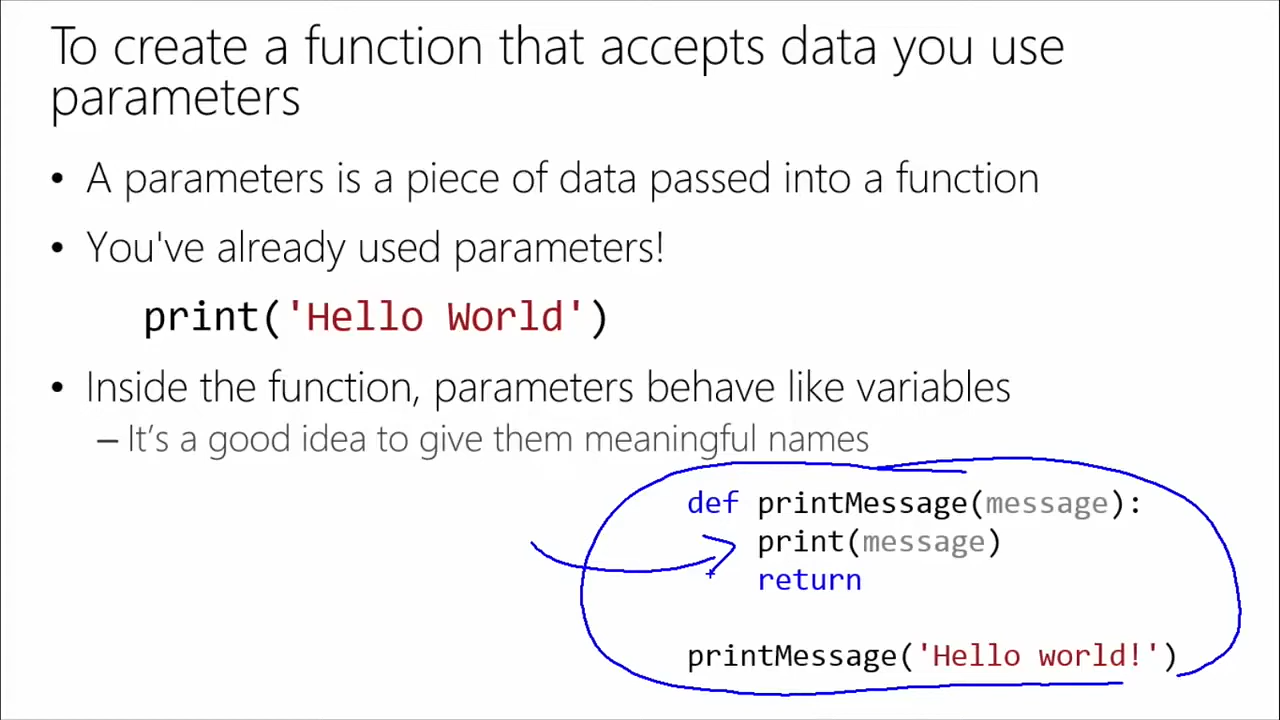 To create a function that accepts data you use
parameters
• A parameters is a piece of data passed into a function
• You've already used parameters!
print('Hello World')
• Inside the function, parameters behave like variables
– It’s a good idea to give them meaningful names
def printMessage(message):
print(message)
return
printMessage('Hello world!')